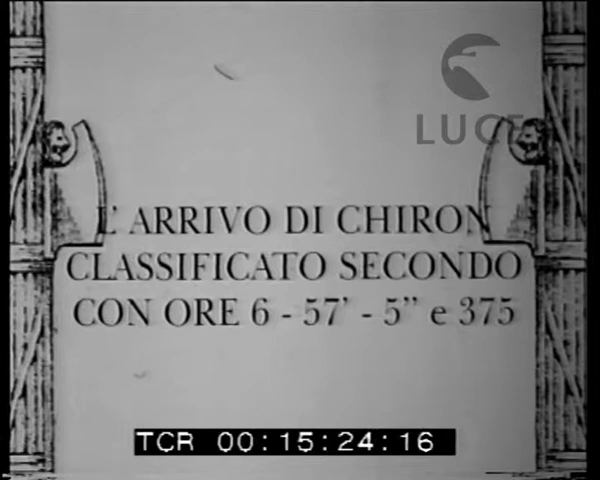 LUCE
L' ARRIVO DI CHIRON
CLASSIFICATO SECONDO
CON ORE 6 - 57' - 5" e 375
TCR 00:15:24:16